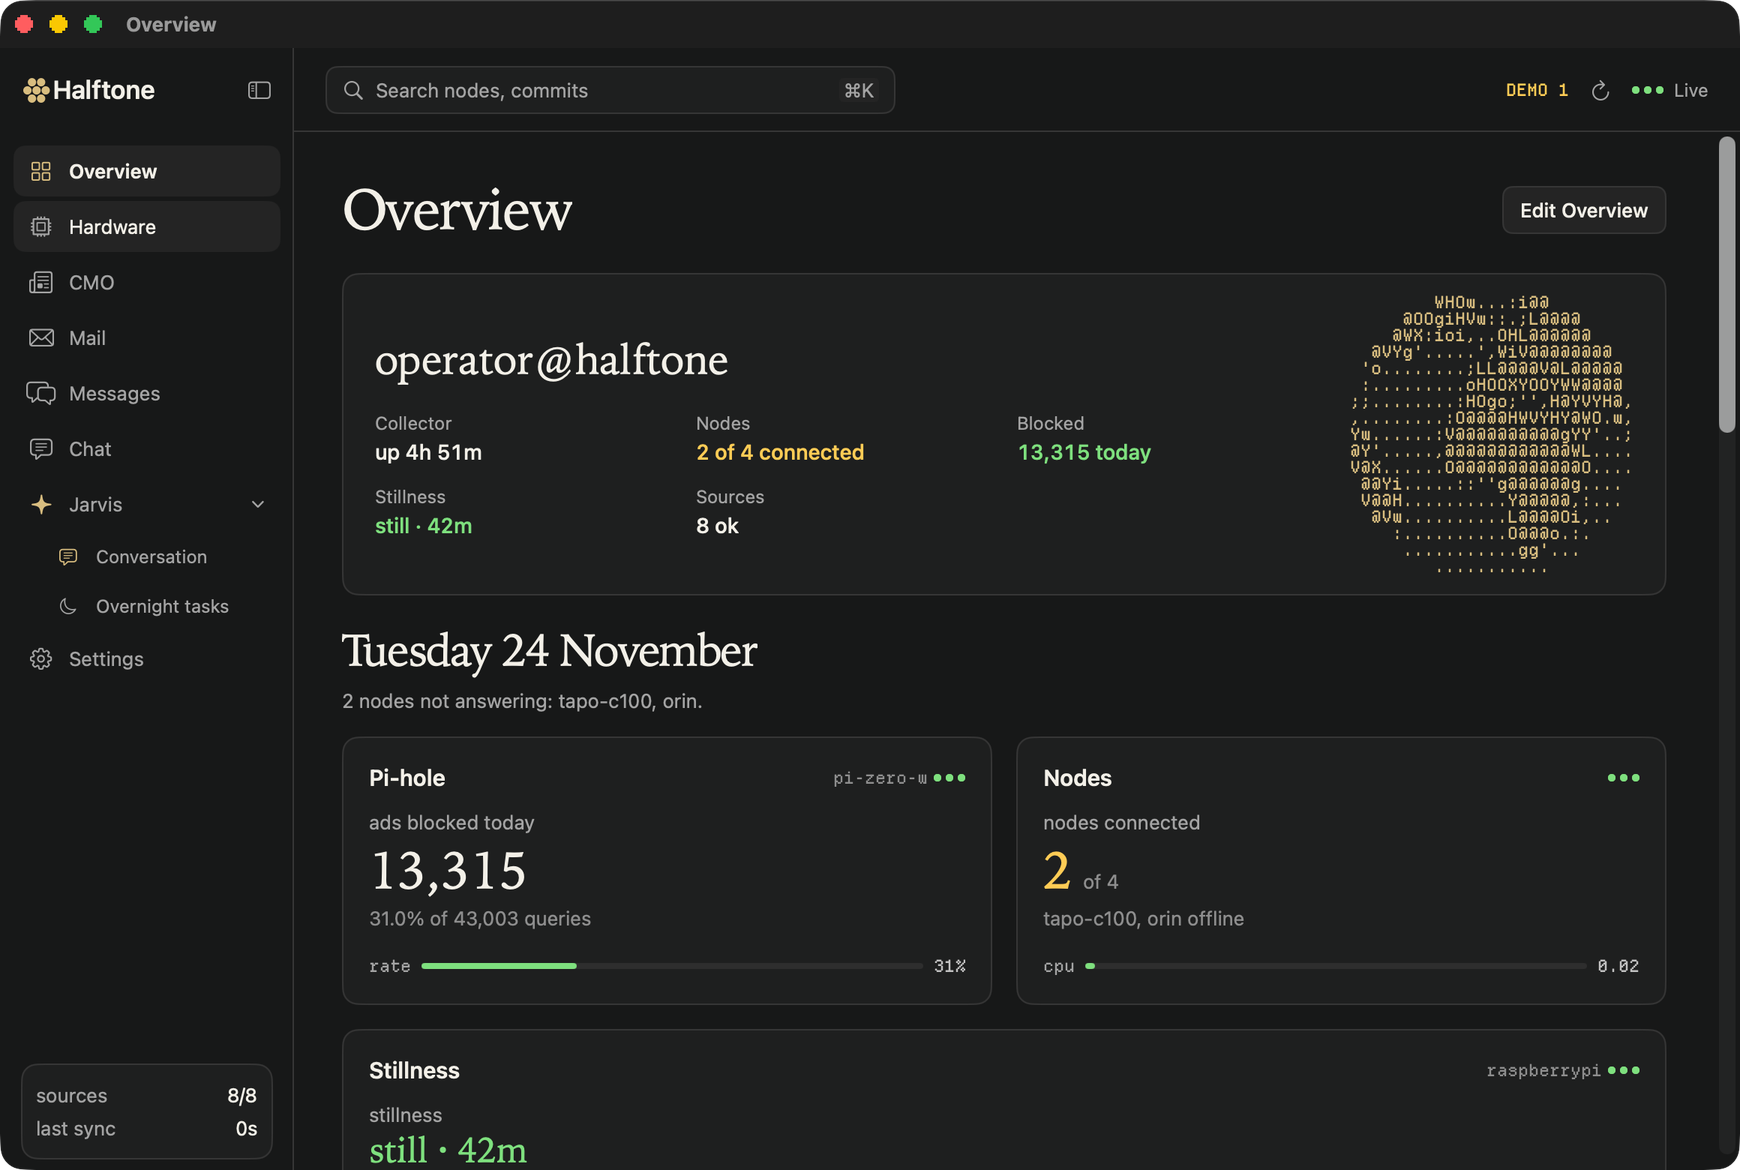 Overview
Halftone
Search nodes, commits ⌘K
DEMO 1
Live
Overview
Hardware
CMO
Mail
Messages
Chat
Jarvis
Conversation
Overnight tasks
Settings
sources 8/8
last sync 0s
Overview
Edit Overview
operator@halftone
Collector
up 4h 51m
Nodes
2 of 4 connected
Blocked
13,315 today
Stillness
still · 42m
Sources
8 ok
Tuesday 24 November
2 nodes not answering: tapo-c100, orin.
Pi-hole pi-zero-w
ads blocked today
13,315
31.0% of 43,003 queries
rate 31%
Nodes
nodes connected
2 of 4
tapo-c100, orin offline
cpu 0.02
Stillness raspberrypi
stillness
still · 42m